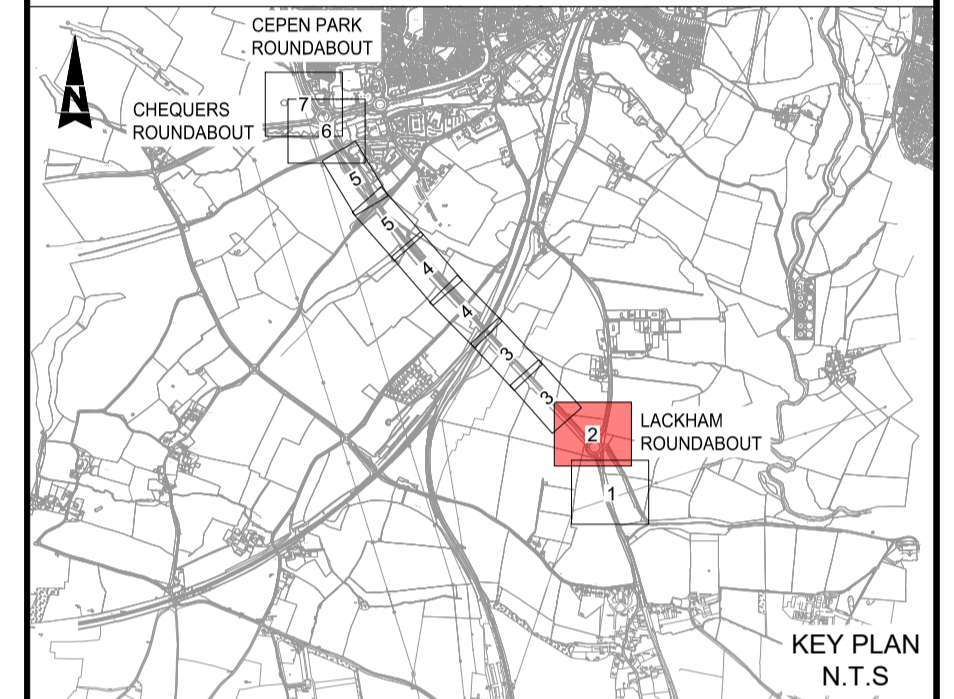 CEPEN PARK
ROUNDABOUT
N
CHEQUERS
ROUNDABOUT
7
6
5
5
4
4
3
3
2
LACKHAM
ROUNDABOUT
1
KEY PLAN
N.T.S